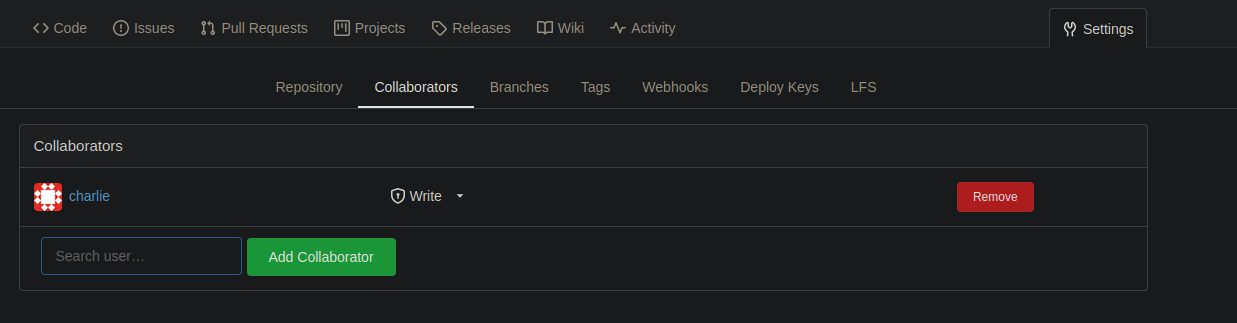 Code Issues Pull Requests Projects Releases Wiki Activity Settings
Repository Collaborators Branches Tags Webhooks Deploy Keys LFS
Collaborators
charlie Write Remove
Search user… Add Collaborator